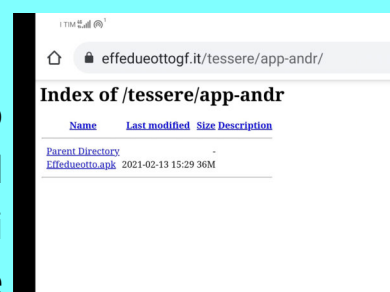 I TIM
effedueottogf.it/tessere/app-andr/
Index of /tessere/app-andr
Name Last modified Size Description
Parent Directory -
Effedueotto.apk 2021-02-13 15:29 36M